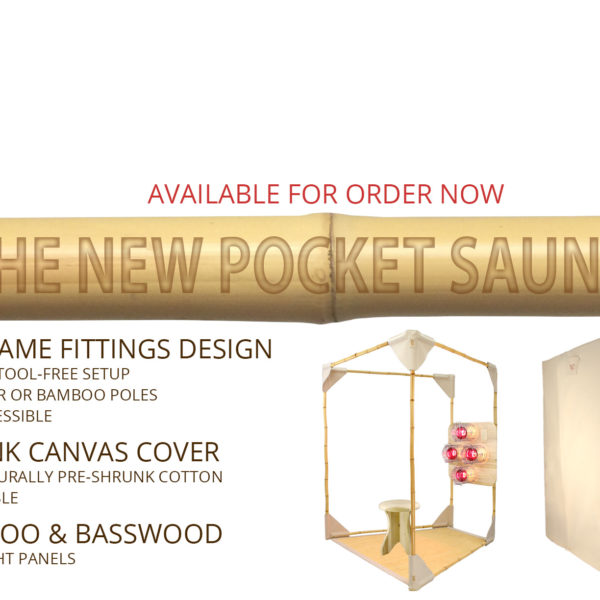 AVAILABLE FOR ORDER NOW
HE NEW POCKET SAUN
AME FITTINGS DESIGN
TOOL-FREE SETUP
R OR BAMBOO POLES
ESSIBLE
NK CANVAS COVER
URALLY PRE-SHRUNK COTTON
BLE
OO & BASSWOOD
HT PANELS